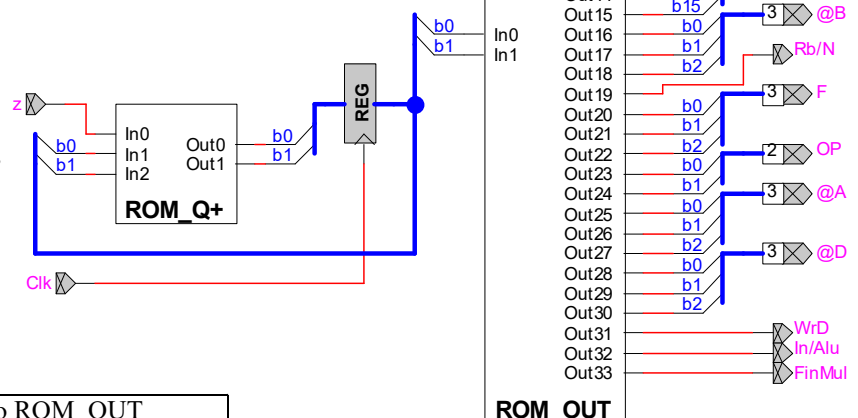 Out15 b15 3 @B
b0 In0 Out16 b0
b1 In1 Out17 b1 Rb/N
Out18 b2
Out19 3 F
z REG Out20 b0
Out21 b1
In0 Out0 b0 Out22 b2 2 OP
b0 In1 Out1 b1 Out23 b0
b1 In2 Out24 b1 3 @A
ROM_Q+ Out25 b0
Out26 b1
Out27 b2 3 @D
Out28 b0
Clk Out29 b1
Out30 b2
Out31 WrD
Out32 In/Alu
Out33 FinMul
ROM_OUT ROM_OUT